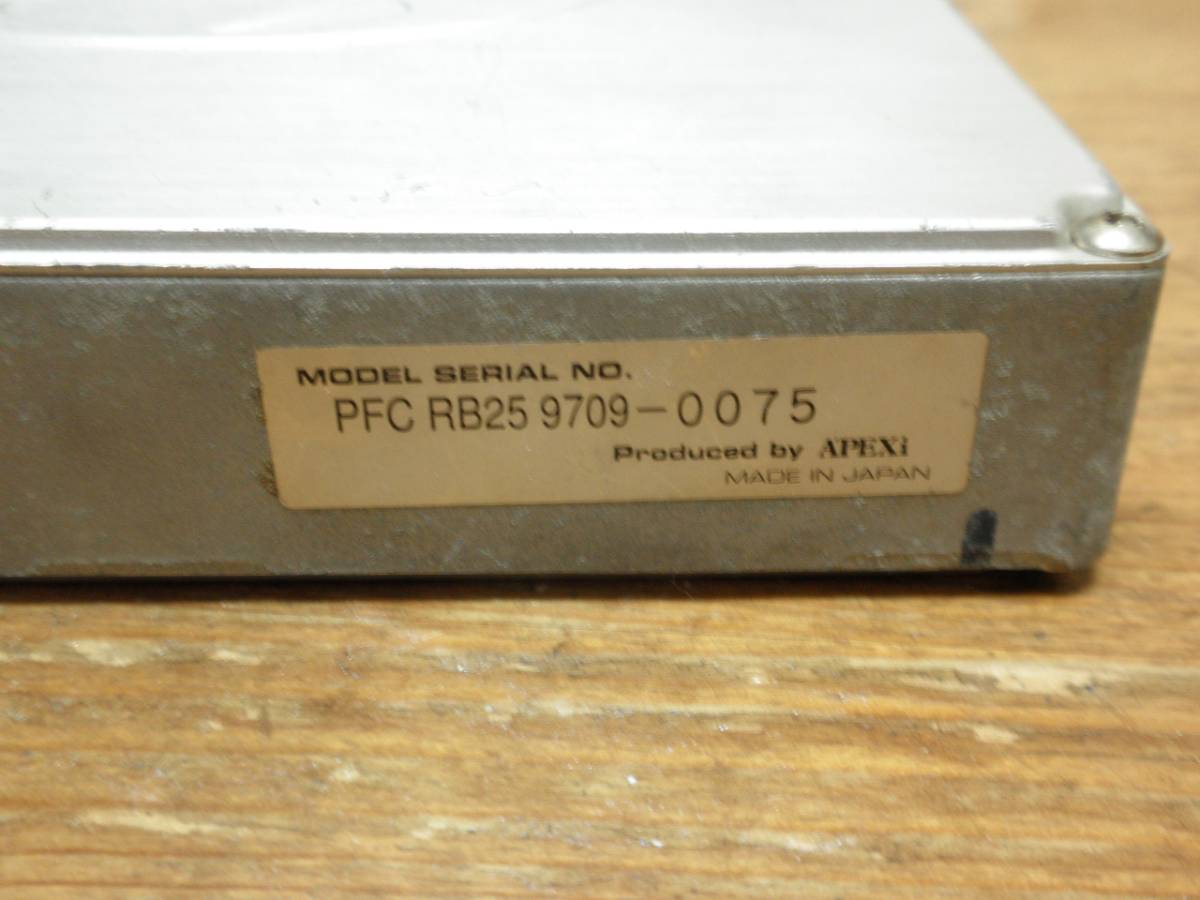 MODEL SERIAL NO.
PFC RB25 9709-0075
Produced by APEXi
MADE IN JAPAN